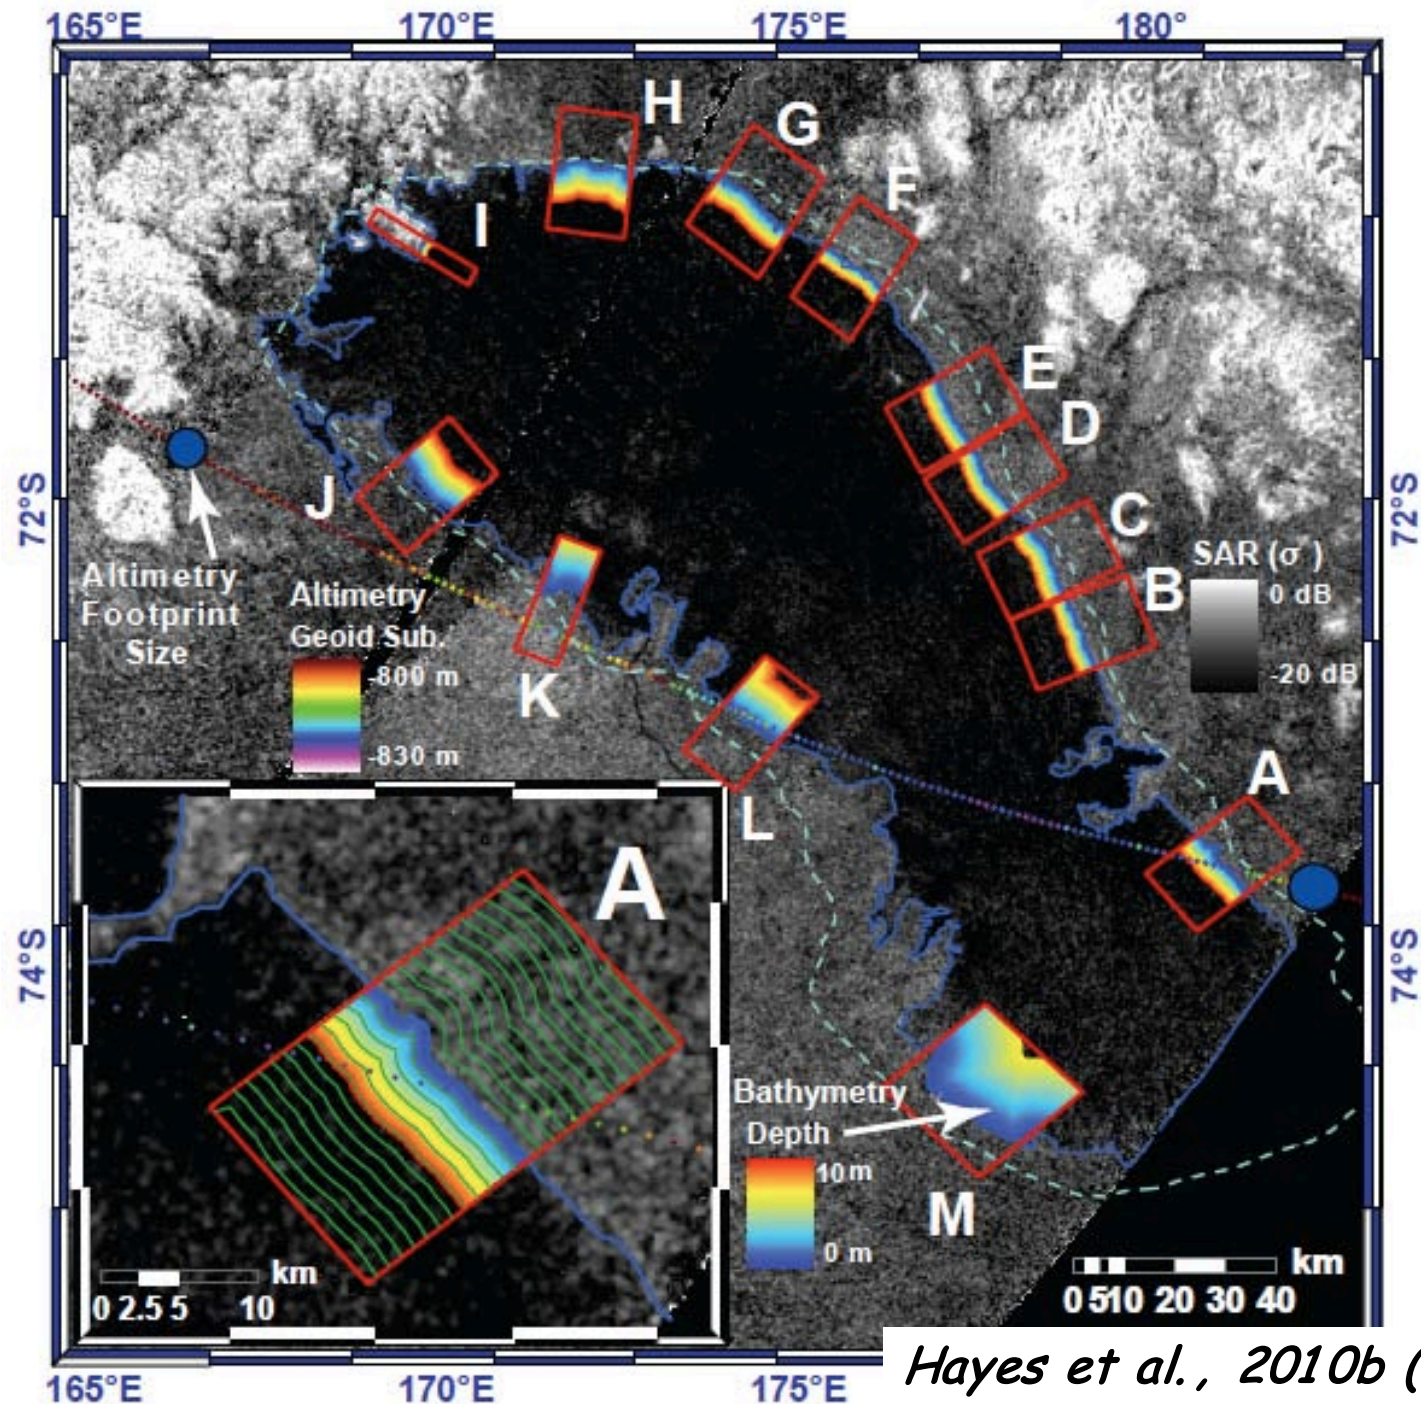 165°E 170°E 175°E 180°
H
G
F
I
E
D
C
B
J
72°S
72°S
SAR (σ )
0 dB
-20 dB
Altimetry
Footprint
Size
Altimetry
Geoid Sub.
-800 m
-830 m
K
L
A
A
74°S
74°S
Bathymetry
Depth
10 m
0 m
M
km
0 2.5 5 10
km
0 5 10 20 30 40
165°E 170°E 175°E
Hayes et al., 2010b (